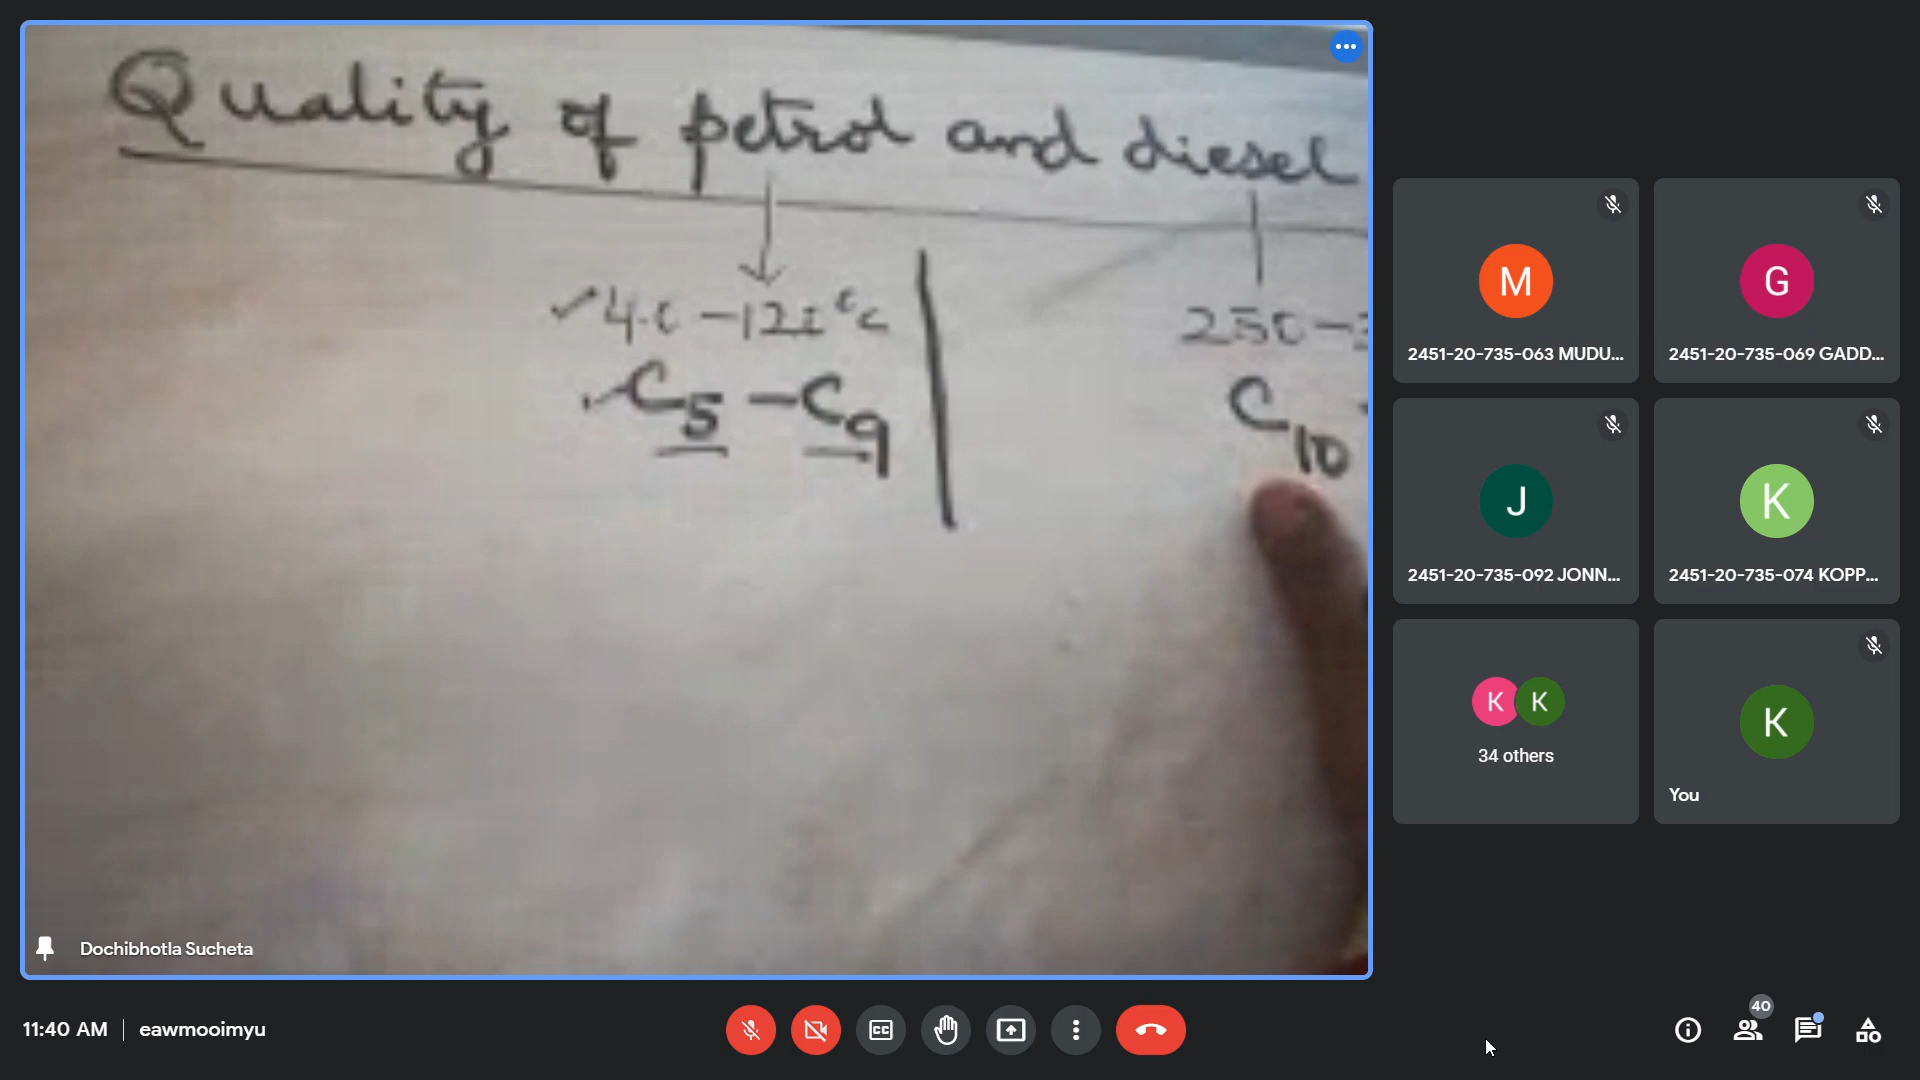 Quality of petrol and diesel
40-120°C
250-3
C5-C9
C10
Dochibhotla Sucheta
2451-20-735-063 MUDU...
2451-20-735-069 GADD...
2451-20-735-092 JONN...
2451-20-735-074 KOPP...
34 others
You
M
G
J
K
K
K
K
11:40 AM
eawmooimyu
CC
40